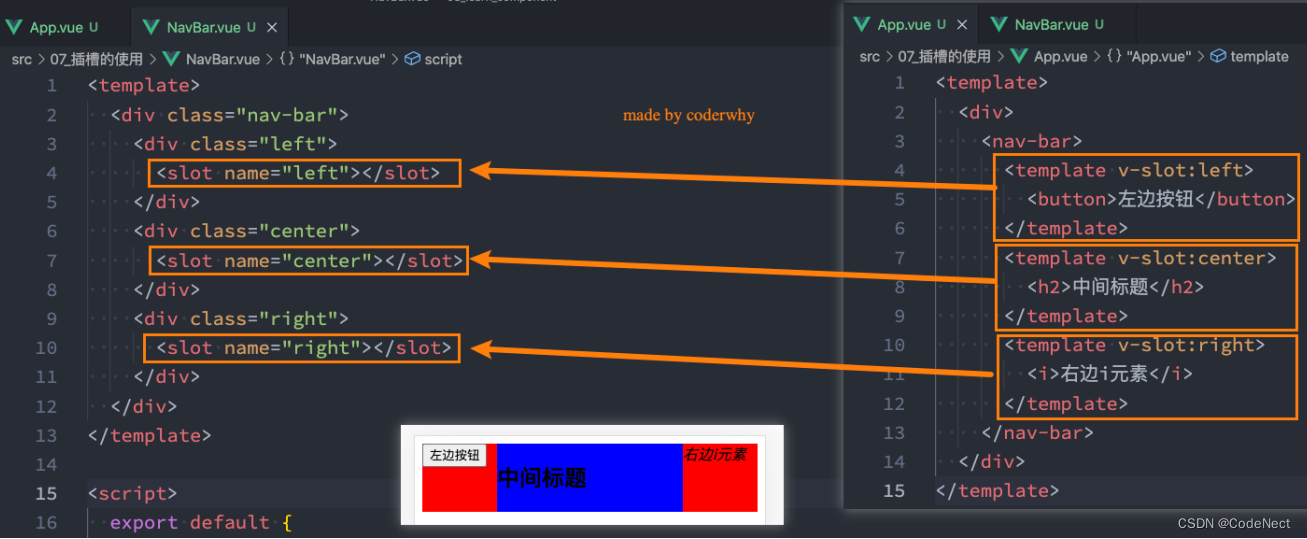 App.vue U
NavBar.vue U
src > 07_插槽的使用 > NavBar.vue > {} "NavBar.vue" > script
1 <template>
2 <div class="nav-bar">
3 <div class="left">
4 <slot name="left"></slot>
5 </div>
6 <div class="center">
7 <slot name="center"></slot>
8 </div>
9 <div class="right">
10 <slot name="right"></slot>
11 </div>
12 </div>
13 </template>
14
15 <script>
16 export default {
made by coderwhy
左边按钮
中间标题
右边i元素
App.vue U
NavBar.vue U
src > 07_插槽的使用 > App.vue > {} "App.vue" > template
1 <template>
2 <div>
3 <nav-bar>
4 <template v-slot:left>
5 <button>左边按钮</button>
6 </template>
7 <template v-slot:center>
8 <h2>中间标题</h2>
9 </template>
10 <template v-slot:right>
11 <i>右边i元素</i>
12 </template>
13 </nav-bar>
14 </div>
15 </template>
CSDN @CodeNect